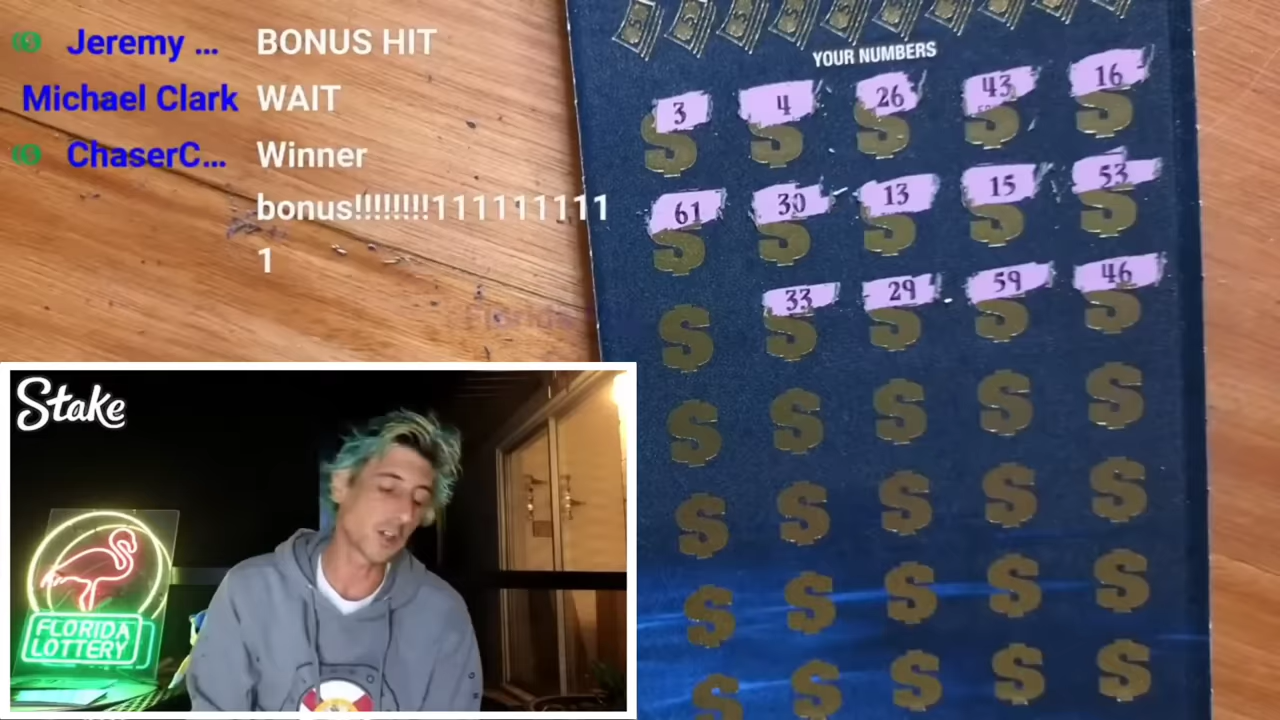 Jeremy ... BONUS HIT
Michael Clark WAIT
ChaserC... Winner
bonus!!!!!!!!111111111
1
YOUR NUMBERS
3 4 26 43 16
61 30 13 15 53
33 29 59 46
Stake
FLORIDA
LOTTERY